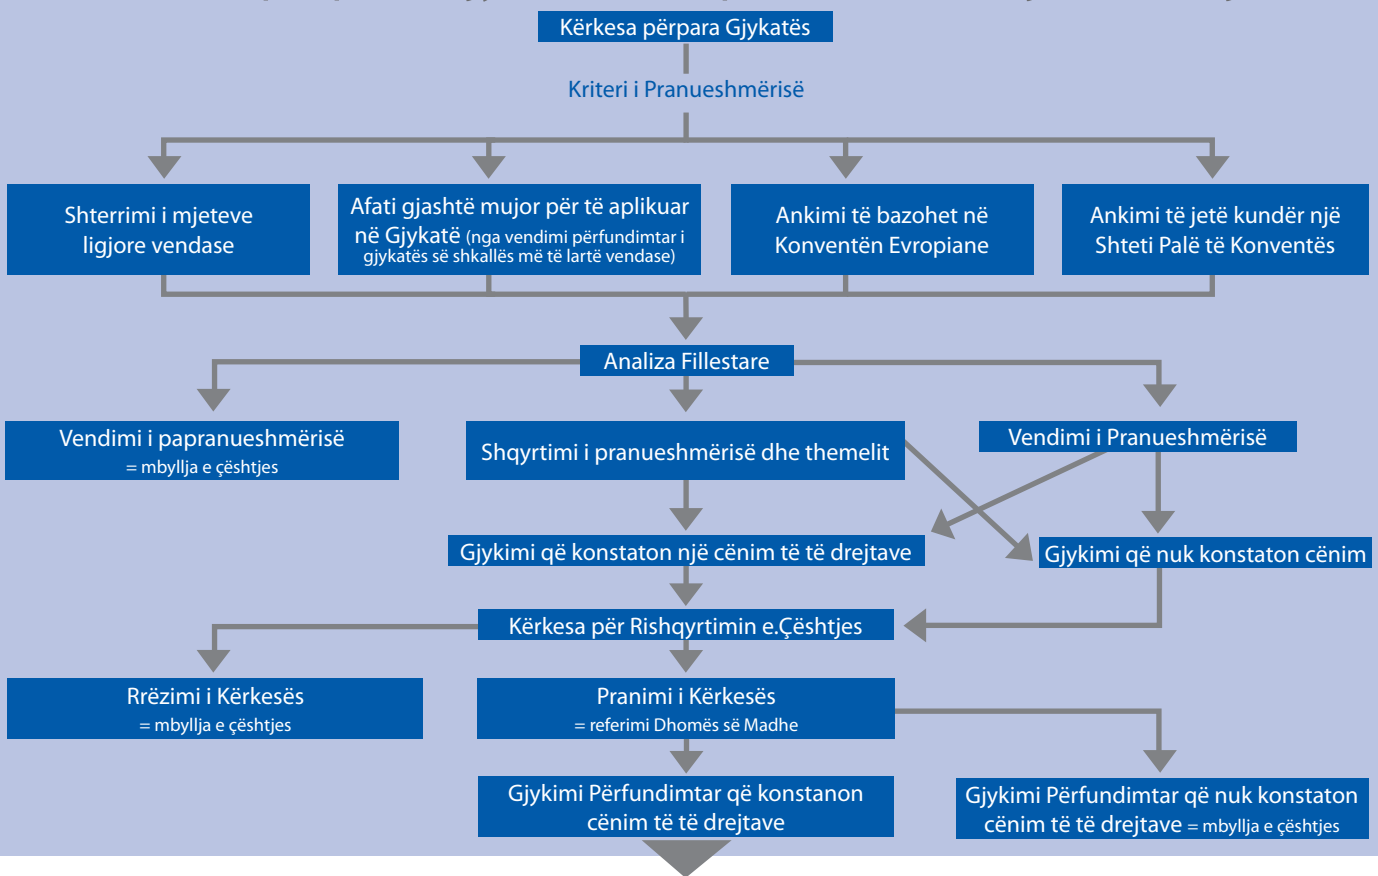 Kërkesa përpara Gjykatës
Kriteri i Pranueshmërisë
Shterrimi i mjeteve
ligjore vendase
Afati gjashtë mujor për të aplikuar
në Gjykatë (nga vendimi përfundimtar i
gjykatës së shkallës më të lartë vendase)
Ankimi të bazohet në
Konventën Evropiane
Ankimi të jetë kundër një
Shteti Palë të Konventës
Analiza Fillestare
Vendimi i papranueshmërisë
= mbyllja e çështjes
Shqyrtimi i pranueshmërisë dhe themelit
Vendimi i Pranueshmërisë
Gjykimi që konstaton një cënim të të drejtave
Gjykimi që nuk konstaton cënim
Kërkesa për Rishqyrtimin e.Çështjes
Rrëzimi i Kërkesës
= mbyllja e çështjes
Pranimi i Kërkesës
= referimi Dhomës së Madhe
Gjykimi Përfundimtar që konstanon
cënim të të drejtave
Gjykimi Përfundimtar që nuk konstaton
cënim të të drejtave = mbyllja e çështjes